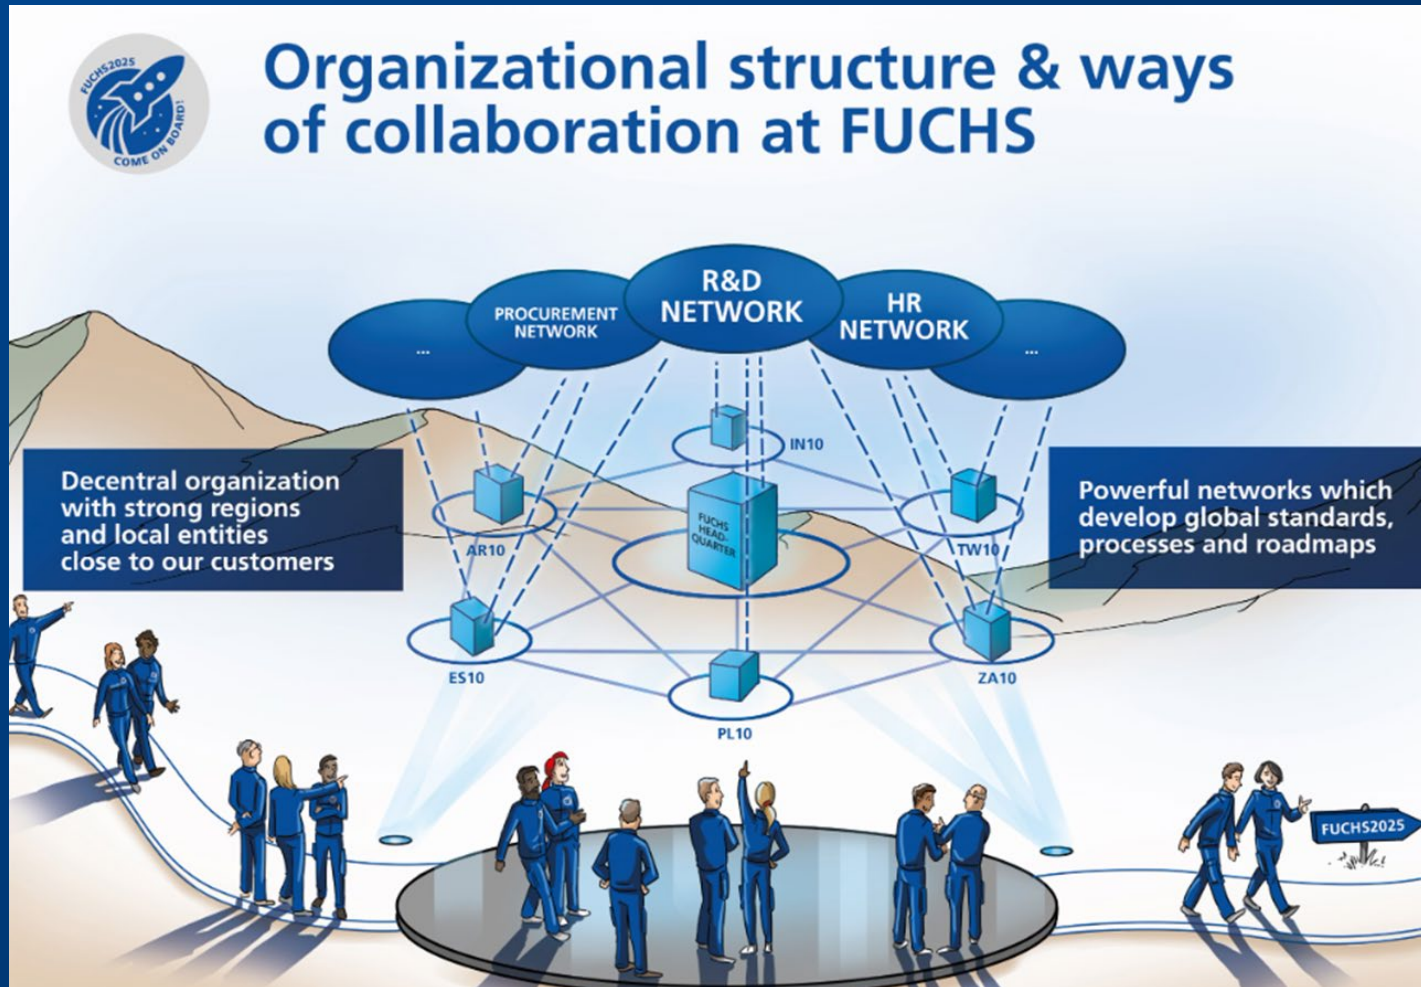 FUCHS2025
COME ON BOARD!
Organizational structure & ways
of collaboration at FUCHS
...
PROCUREMENT
NETWORK
R&D
NETWORK
HR
NETWORK
...
IN10
AR10
FUCHS
HEAD-
QUARTER
TW10
ES10
ZA10
PL10
Decentral organization
with strong regions
and local entities
close to our customers
Powerful networks which
develop global standards,
processes and roadmaps
FUCHS2025